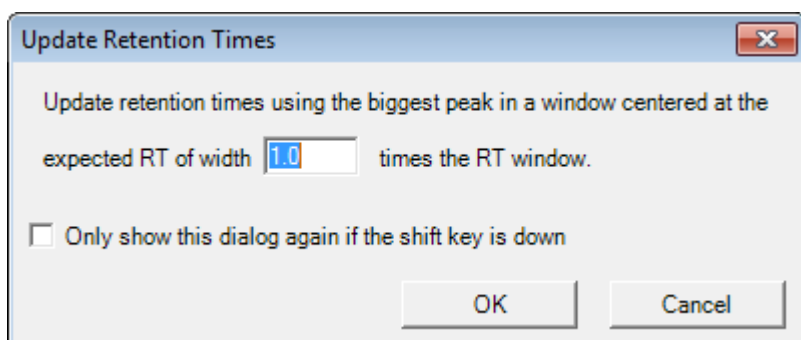 Update Retention Times
Update retention times using the biggest peak in a window centered at the
expected RT of width 1.0 times the RT window.
Only show this dialog again if the shift key is down
OK Cancel